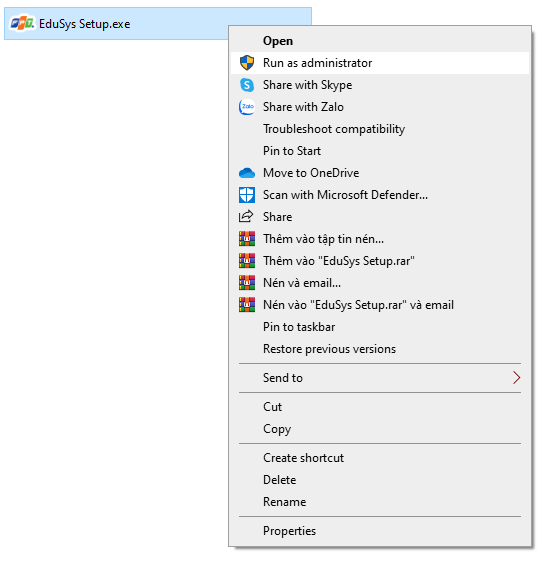 EduSys Setup.exe
Open
Run as administrator
Share with Skype
Zalo
Share with Zalo
Troubleshoot compatibility
Pin to Start
Move to OneDrive
Scan with Microsoft Defender...
Share
Thêm vào tập tin nén...
Thêm vào "EduSys Setup.rar"
Nén và email...
Nén vào "EduSys Setup.rar" và email
Pin to taskbar
Restore previous versions
Send to
Cut
Copy
Create shortcut
Delete
Rename
Properties